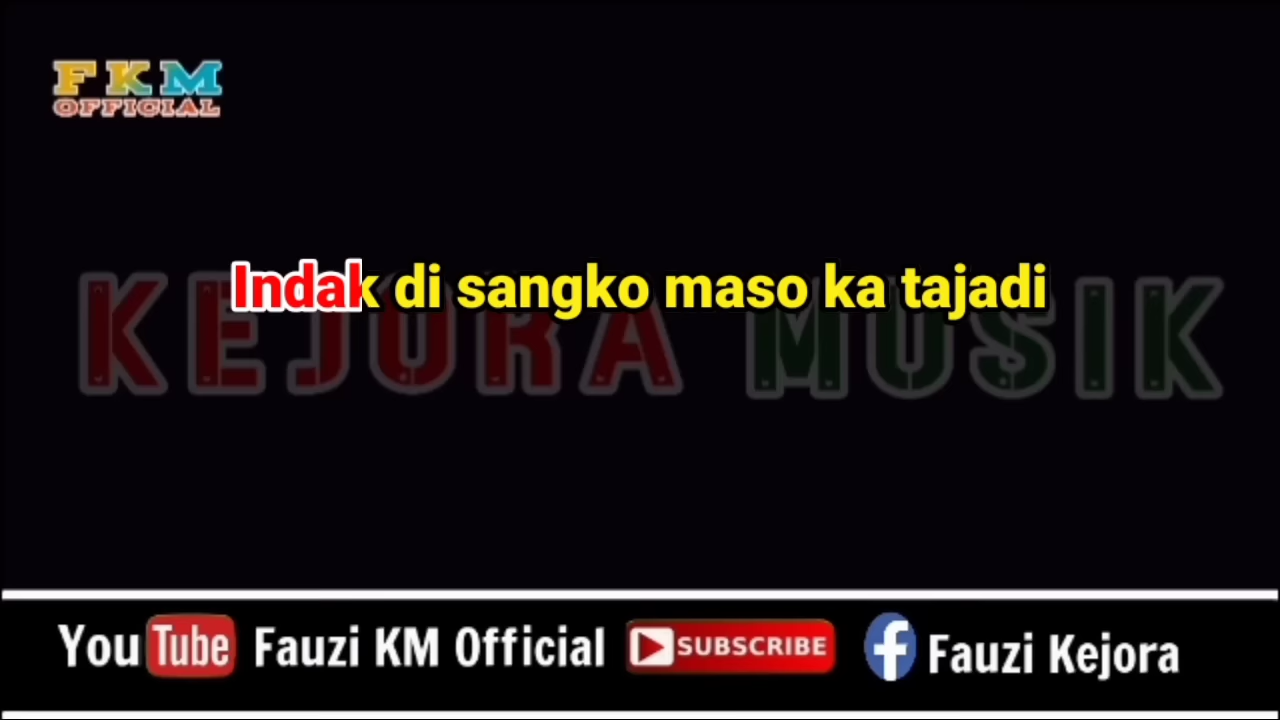 FKM
OFFICIAL
Indak di sangko maso ka tajadi
KEJORA MUSIK
YouTube Fauzi KM Official SUBSCRIBE f Fauzi Kejora